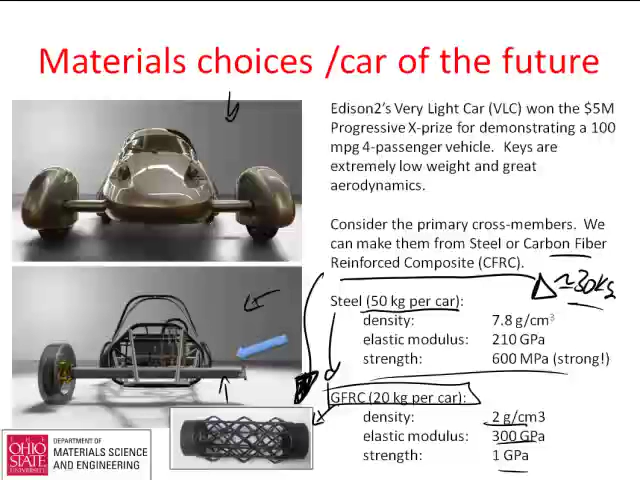 Materials choices /car of the future
Edison2's Very Light Car (VLC) won the $5M
Progressive X-prize for demonstrating a 100
mpg 4-passenger vehicle. Keys are
extremely low weight and great
aerodynamics.
Consider the primary cross-members. We
can make them from Steel or Carbon Fiber
Reinforced Composite (CFRC).
Δ≈30kg
Steel (50 kg per car):
density: 7.8 g/cm³
elastic modulus: 210 GPa
strength: 600 MPa (strong!)
GFRC (20 kg per car):
density: 2 g/cm3
elastic modulus: 300 GPa
strength: 1 GPa
THE
OHIO
STATE
UNIVERSITY
DEPARTMENT OF
MATERIALS SCIENCE
AND ENGINEERING